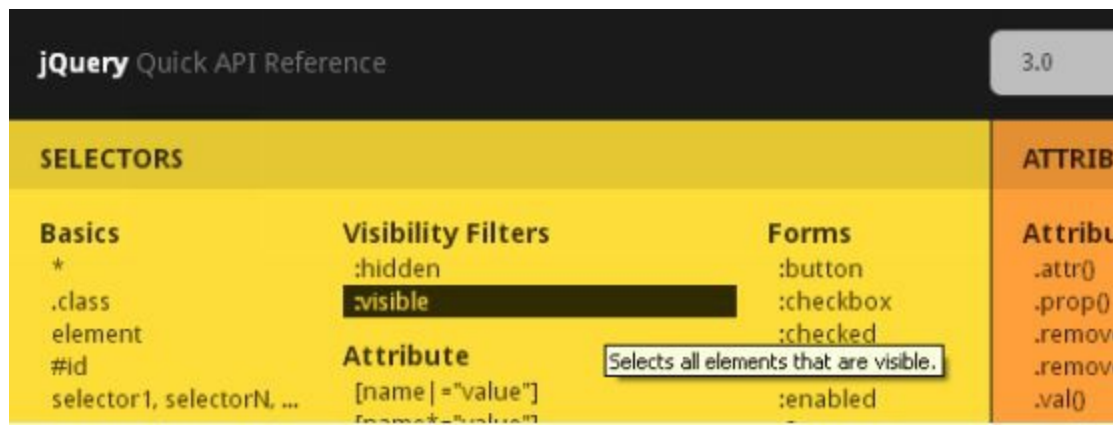 jQuery Quick API Reference
3.0
SELECTORS
Basics
*
.class
element
#id
selector1, selectorN, ...
Visibility Filters
:hidden
:visible
Attribute
[name|="value"]
[name*="value"]
Forms
:button
:checkbox
:checked
Selects all elements that are visible.
:enabled
ATTRIB
Attribu
.attr()
.prop()
.remov
.remov
.val()